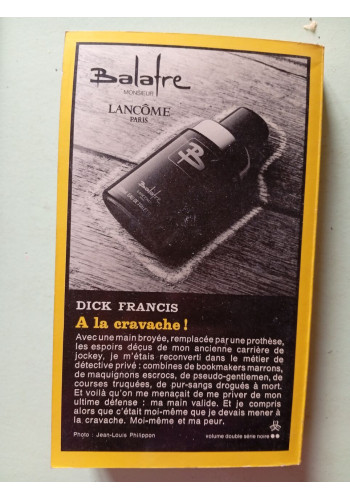 Balafre
MONSIEUR
LANCÔME
PARIS
B
Balafre
DICK FRANCIS
A la cravache !
Avec une main broyée, remplacée par une prothèse,
les espoirs déçus de mon ancienne carrière de
jockey, je m'étais reconverti dans le métier de
détective privé : combines de bookmakers marrons,
de maquignons escrocs, de pseudo-gentlemen, de
courses truquées, de pur-sangs drogués à mort.
Et voilà qu'on me menaçait de me priver de mon
ultime défense : ma main valide. Et je compris
alors que c'était moi-même que je devais mener à
la cravache. Moi-même et ma peur.
Photo : Jean-Louis Philippon
volume double série noire